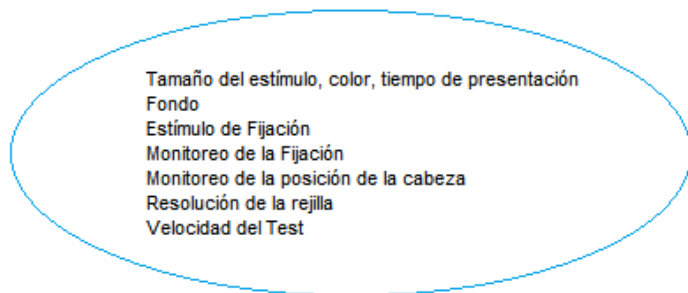 Tamaño del estímulo, color, tiempo de presentación
Fondo
Estímulo de Fijación
Monitoreo de la Fijación
Monitoreo de la posición de la cabeza
Resolución de la rejilla
Velocidad del Test